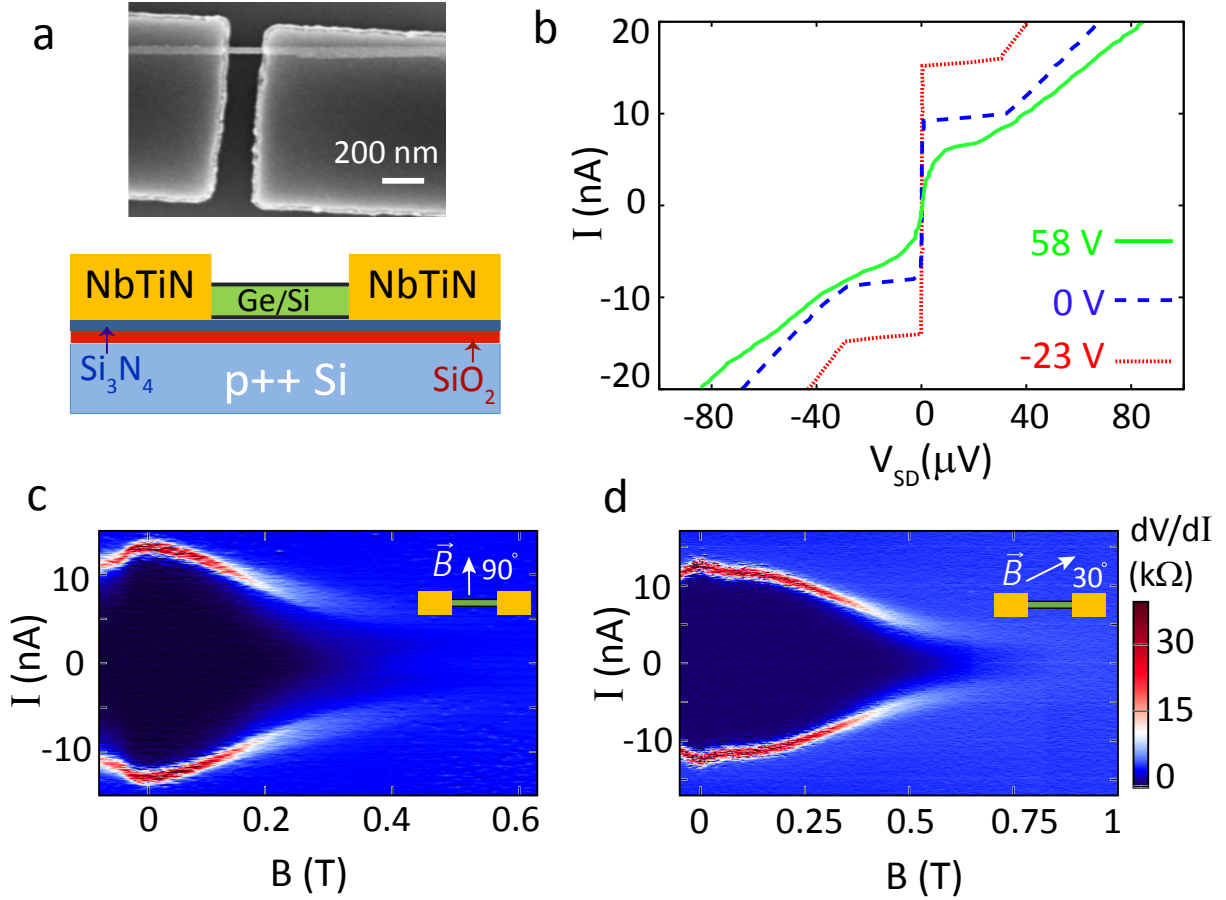 a
200 nm
NbTiN
Ge/Si
NbTiN
Si3N4
p++ Si
SiO2
b
I (nA)
20
10
0
-10
-20
58 V
0 V
-23 V
-80
-40
0
40
80
VSD(μV)
c
I (nA)
10
0
-10
B 90°
0
0.2
0.4
0.6
B (T)
d
I (nA)
10
0
-10
B 30°
0
0.25
0.5
0.75
1
B (T)
dV/dI
(kΩ)
30
15
0